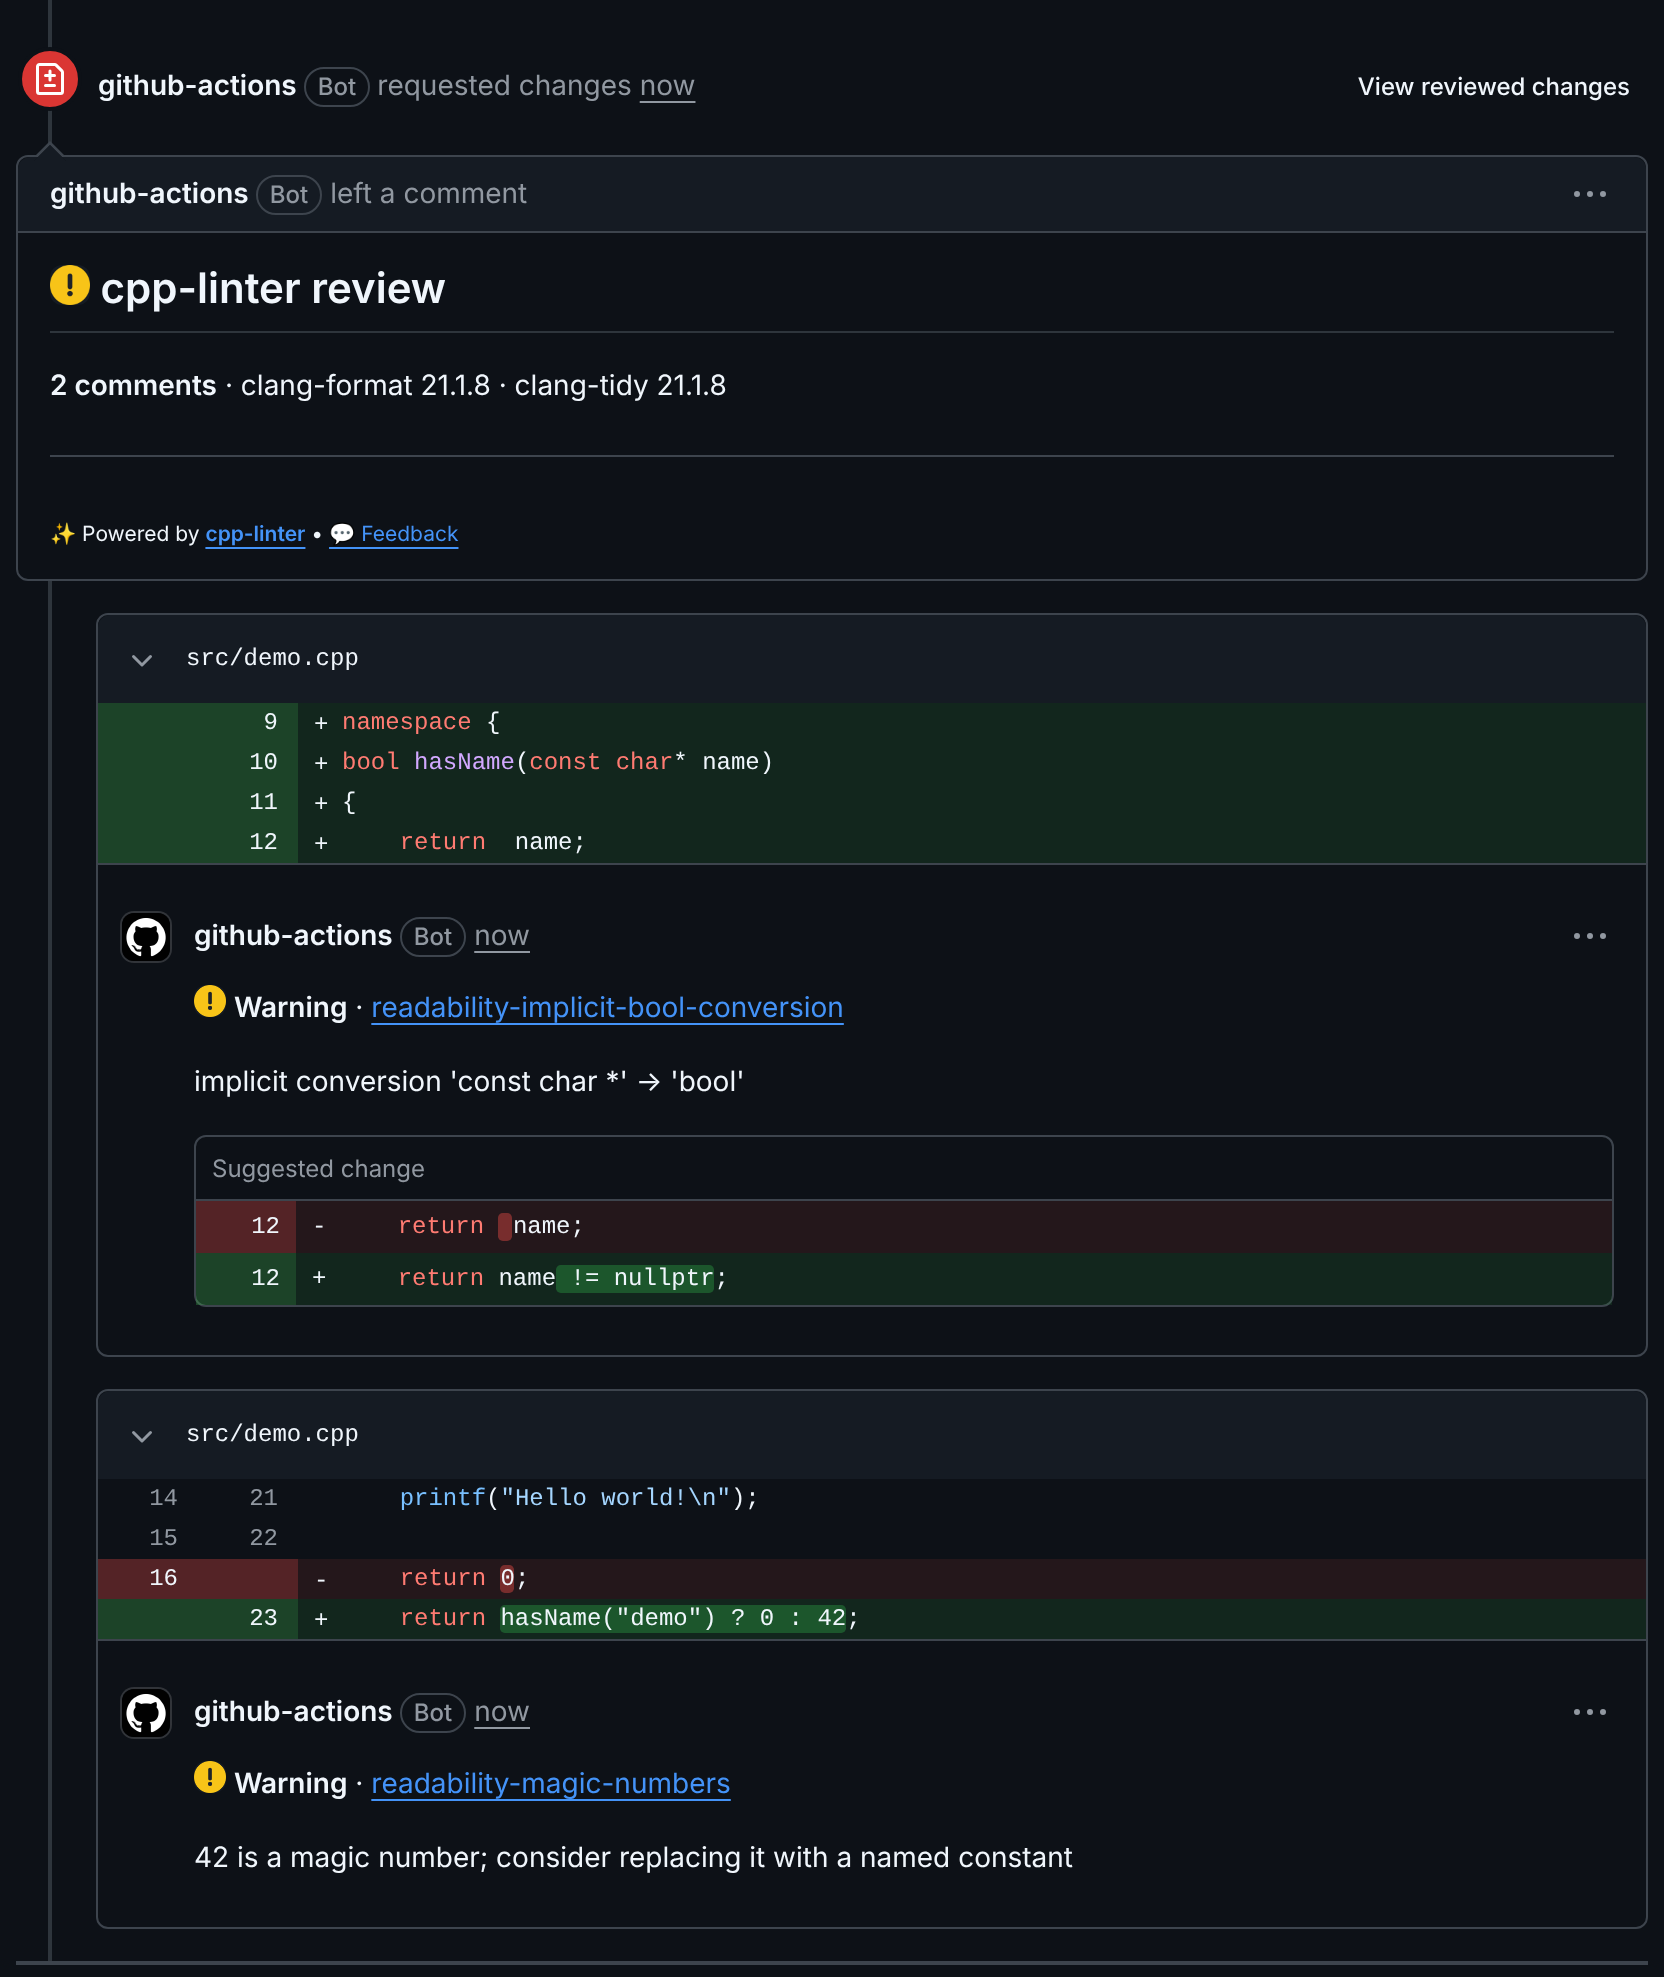 github-actions Bot requested changes now
View reviewed changes
github-actions Bot left a comment
cpp-linter review
2 comments · clang-format 21.1.8 · clang-tidy 21.1.8
✨ Powered by cpp-linter • 💬 Feedback
src/demo.cpp
9 + namespace {
10 + bool hasName(const char* name)
11 + {
12 +     return  name;
github-actions Bot now
Warning · readability-implicit-bool-conversion
implicit conversion 'const char *' → 'bool'
Suggested change
12 -     return  name;
12 +     return name != nullptr;
src/demo.cpp
14 21     printf("Hello world!\n");
15 22
16 -     return 0;
23 +     return hasName("demo") ? 0 : 42;
github-actions Bot now
Warning · readability-magic-numbers
42 is a magic number; consider replacing it with a named constant